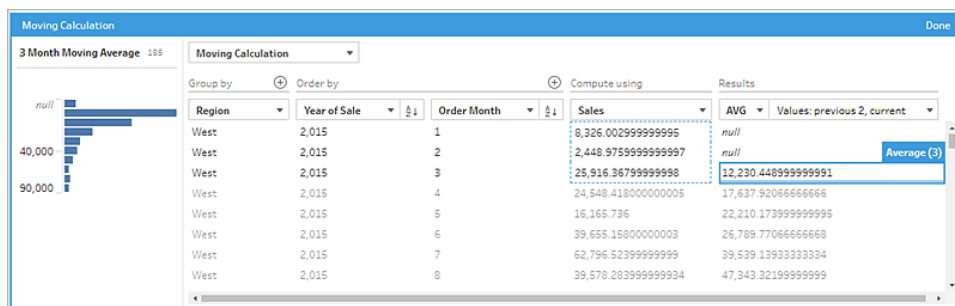 Moving Calculation Done
3 Month Moving Average 185
Moving Calculation
Group by Order by Compute using Results
null
Region Year of Sale Order Month Sales AVG Values: previous 2, current
West 2,015 1 8,326.002999999995 null
40,000 West 2,015 2 2,448.9759999999997 null Average (3)
90,000 West 2,015 3 25,916.36799999998 12,230.448999999991
West 2,015 4 24,548.418000000005 17,637.92066666666
West 2,015 5 16,165.736 22,210.173999999995
West 2,015 6 39,655.15800000003 26,789.77066666668
West 2,015 7 62,796.52399999999 39,539.13933333334
West 2,015 8 39,578.283999999934 47,343.32199999999